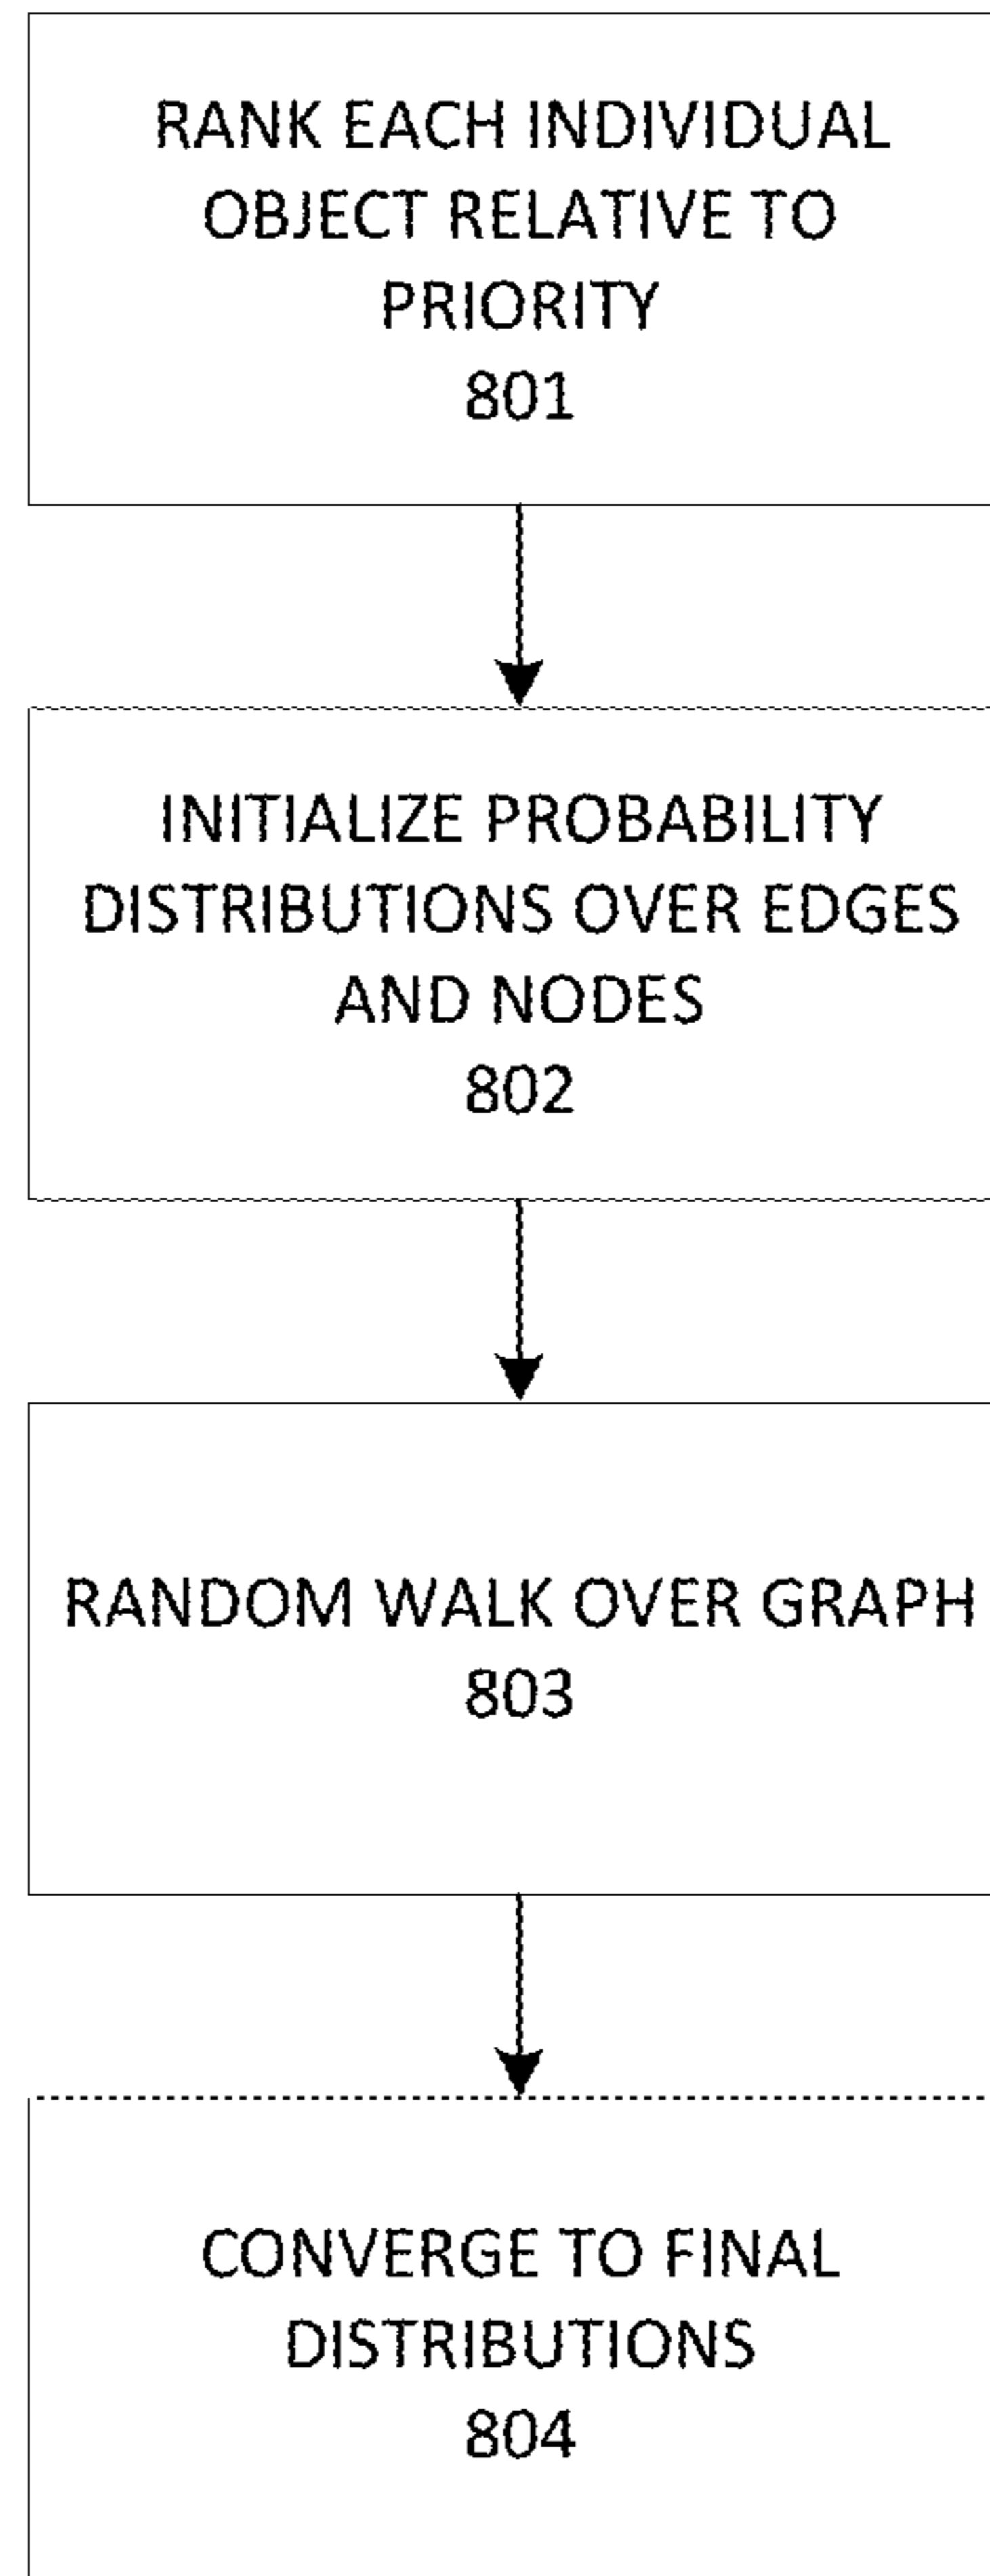 RANK EACH INDIVIDUAL
OBJECT RELATIVE TO
PRIORITY
801
INITIALIZE PROBABILITY
DISTRIBUTIONS OVER EDGES
AND NODES
802
RANDOM WALK OVER GRAPH
803
CONVERGE TO FINAL
DISTRIBUTIONS
804